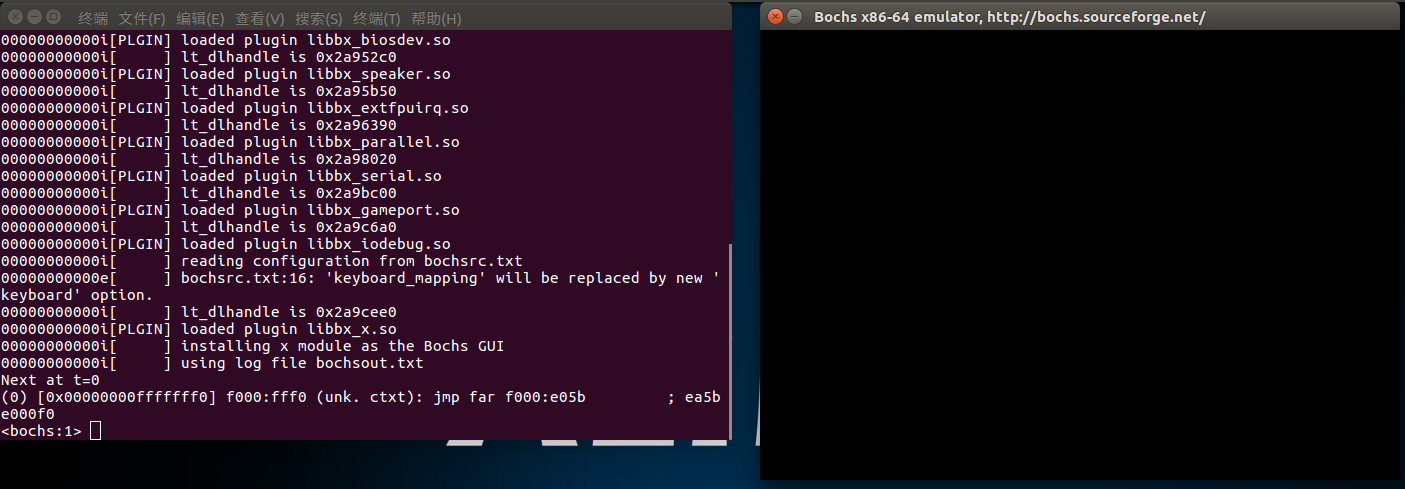 终端 终端 文件(F) 编辑(E) 查看(V) 搜索(S) 终端(T) 帮助(H)
00000000000i[PLGIN] loaded plugin libbx_biosdev.so
00000000000i[     ] lt_dlhandle is 0x2a952c0
00000000000i[PLGIN] loaded plugin libbx_speaker.so
00000000000i[     ] lt_dlhandle is 0x2a95b50
00000000000i[PLGIN] loaded plugin libbx_extfpuirq.so
00000000000i[     ] lt_dlhandle is 0x2a96390
00000000000i[PLGIN] loaded plugin libbx_parallel.so
00000000000i[     ] lt_dlhandle is 0x2a98020
00000000000i[PLGIN] loaded plugin libbx_serial.so
00000000000i[     ] lt_dlhandle is 0x2a9bc00
00000000000i[PLGIN] loaded plugin libbx_gameport.so
00000000000i[     ] lt_dlhandle is 0x2a9c6a0
00000000000i[PLGIN] loaded plugin libbx_iodebug.so
00000000000i[     ] reading configuration from bochsrc.txt
00000000000e[     ] bochsrc.txt:16: 'keyboard_mapping' will be replaced by new '
keyboard' option.
00000000000i[     ] lt_dlhandle is 0x2a9cee0
00000000000i[PLGIN] loaded plugin libbx_x.so
00000000000i[     ] installing x module as the Bochs GUI
00000000000i[     ] using log file bochsout.txt
Next at t=0
(0) [0x00000000fffffff0] f000:fff0 (unk. ctxt): jmp far f000:e05b         ; ea5b
e000f0
<bochs:1>
Bochs x86-64 emulator, http://bochs.sourceforge.net/